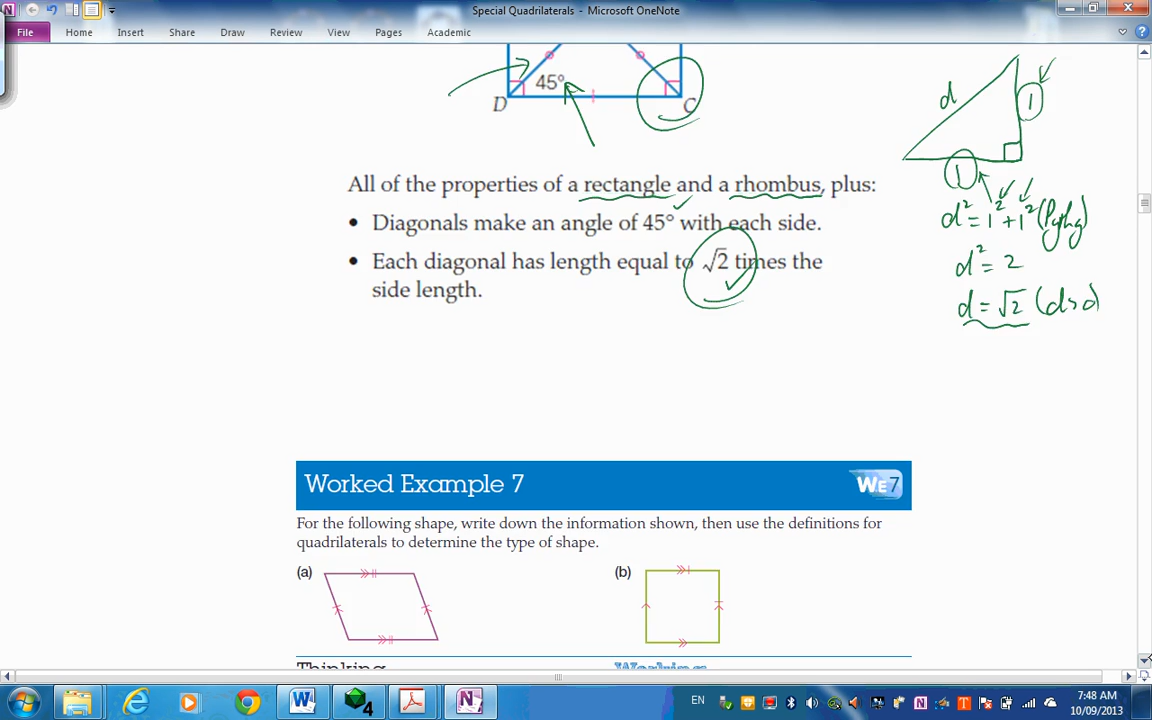 Special Quadrilaterals - Microsoft OneNote
File Home Insert Share Draw Review View Pages Academic
45°
D C
d
1
1
All of the properties of a rectangle and a rhombus, plus:
• Diagonals make an angle of 45° with each side.
• Each diagonal has length equal to √2 times the
side length.
d² = 1² + 1² (Pythg)
d² = 2
d = √2 (d>0)
Worked Example 7 WE7
For the following shape, write down the information shown, then use the definitions for
quadrilaterals to determine the type of shape.
(a) (b)
Thinking Working
EN
7:48 AM
10/09/2013